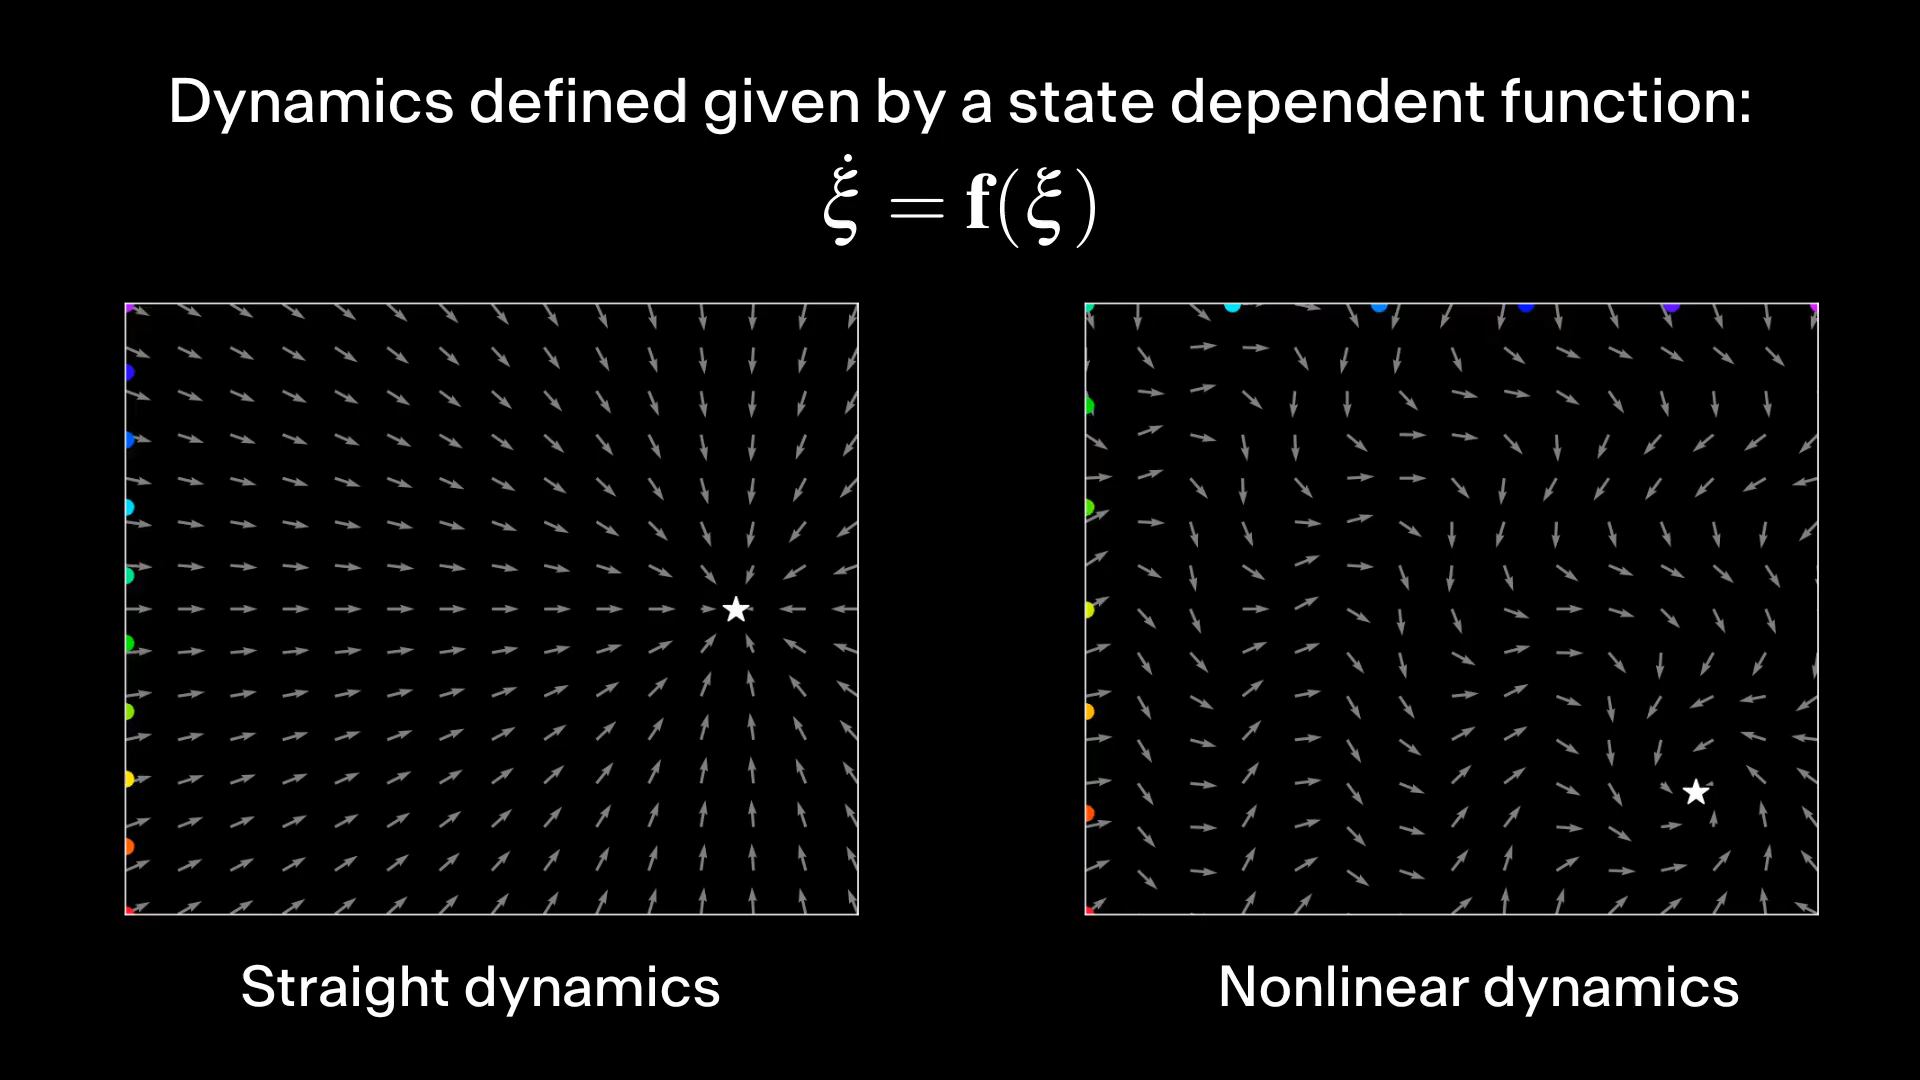 Dynamics defined given by a state dependent function:
ξ̇ = f(ξ)
Straight dynamics
Nonlinear dynamics